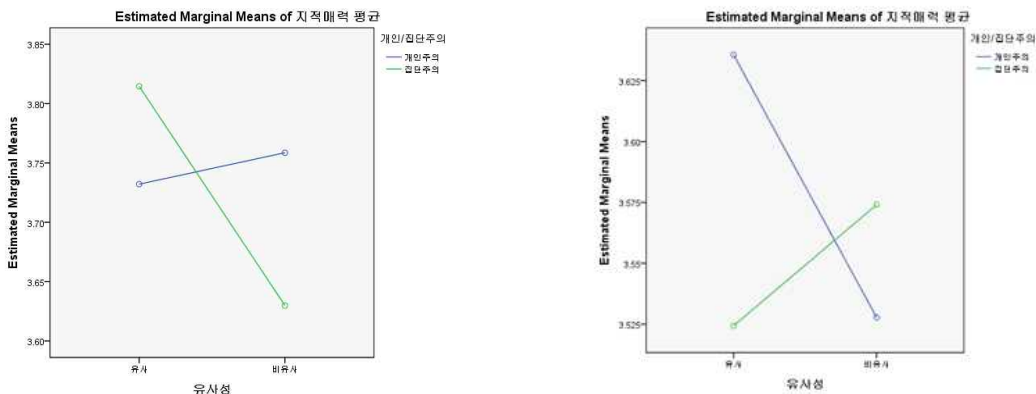 Estimated Marginal Means of 지적매력 평균
개인/집단주의
개인주의
집단주의
Estimated Marginal Means
3.85
3.80
3.75
3.70
3.65
3.60
유사
비유사
유사성
Estimated Marginal Means of 지적매력 평균
개인/집단주의
개인주의
집단주의
Estimated Marginal Means
3.625
3.60
3.575
3.55
3.525
유사
비유사
유사성